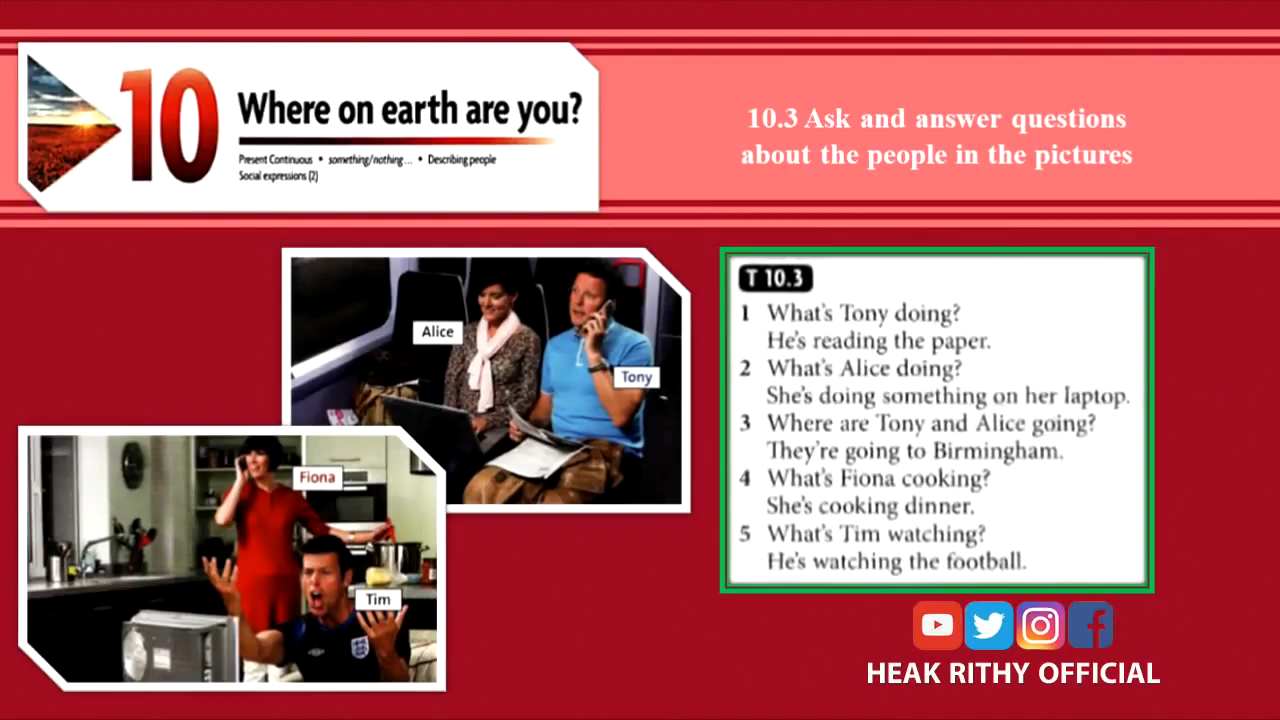 10
Where on earth are you?
Present Continuous • something/nothing ... • Describing people
Social expressions (2)
10.3 Ask and answer questions
about the people in the pictures
Alice
Tony
Fiona
Tim
T 10.3
1 What's Tony doing?
He's reading the paper.
2 What's Alice doing?
She's doing something on her laptop.
3 Where are Tony and Alice going?
They're going to Birmingham.
4 What's Fiona cooking?
She's cooking dinner.
5 What's Tim watching?
He's watching the football.
HEAK RITHY OFFICIAL